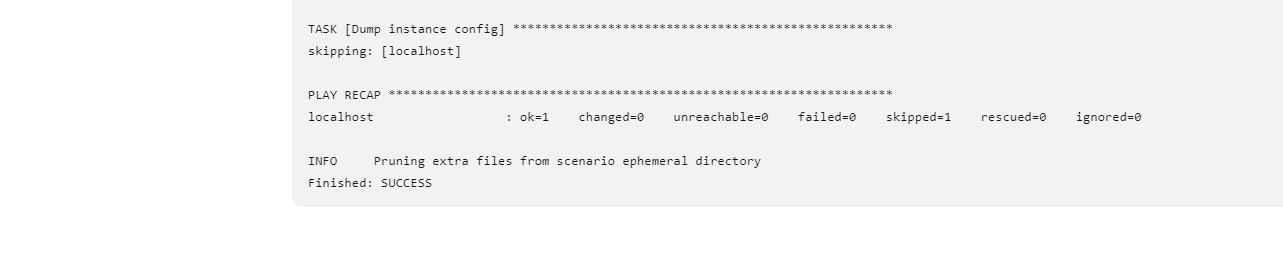 TASK [Dump instance config] ****************************************************
skipping: [localhost]
PLAY RECAP *********************************************************************
localhost                  : ok=1    changed=0    unreachable=0    failed=0    skipped=1    rescued=0    ignored=0
INFO     Pruning extra files from scenario ephemeral directory
Finished: SUCCESS